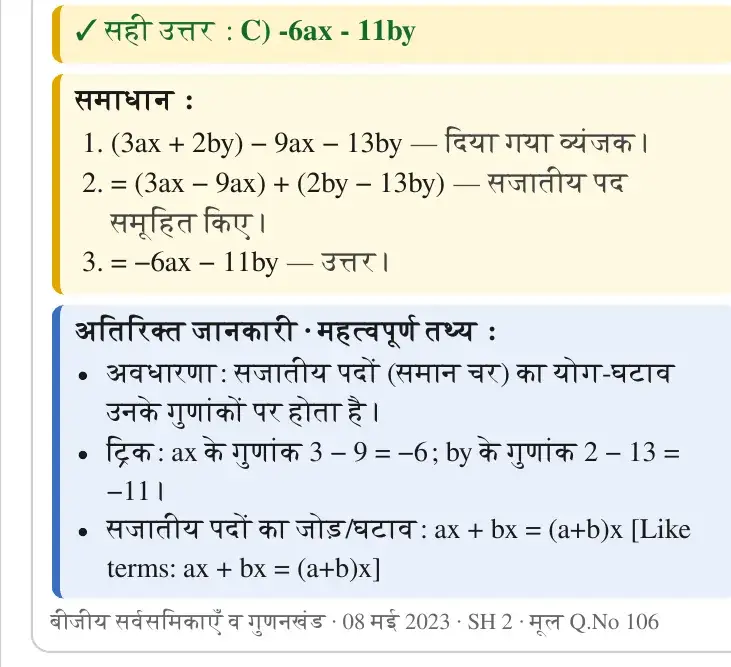 ✓ सही उत्तर : C) -6ax - 11by
समाधान :
1. (3ax + 2by) − 9ax − 13by — दिया गया व्यंजक।
2. = (3ax − 9ax) + (2by − 13by) — सजातीय पद
समूहित किए।
3. = −6ax − 11by — उत्तर।
अतिरिक्त जानकारी · महत्वपूर्ण तथ्य :
• अवधारणा : सजातीय पदों (समान चर) का योग-घटाव
उनके गुणांकों पर होता है।
• ट्रिक : ax के गुणांक 3 − 9 = −6; by के गुणांक 2 − 13 =
−11।
• सजातीय पदों का जोड़/घटाव : ax + bx = (a+b)x [Like
terms: ax + bx = (a+b)x]
बीजीय सर्वसमिकाएँ व गुणनखंड · 08 मई 2023 · SH 2 · मूल Q.No 106